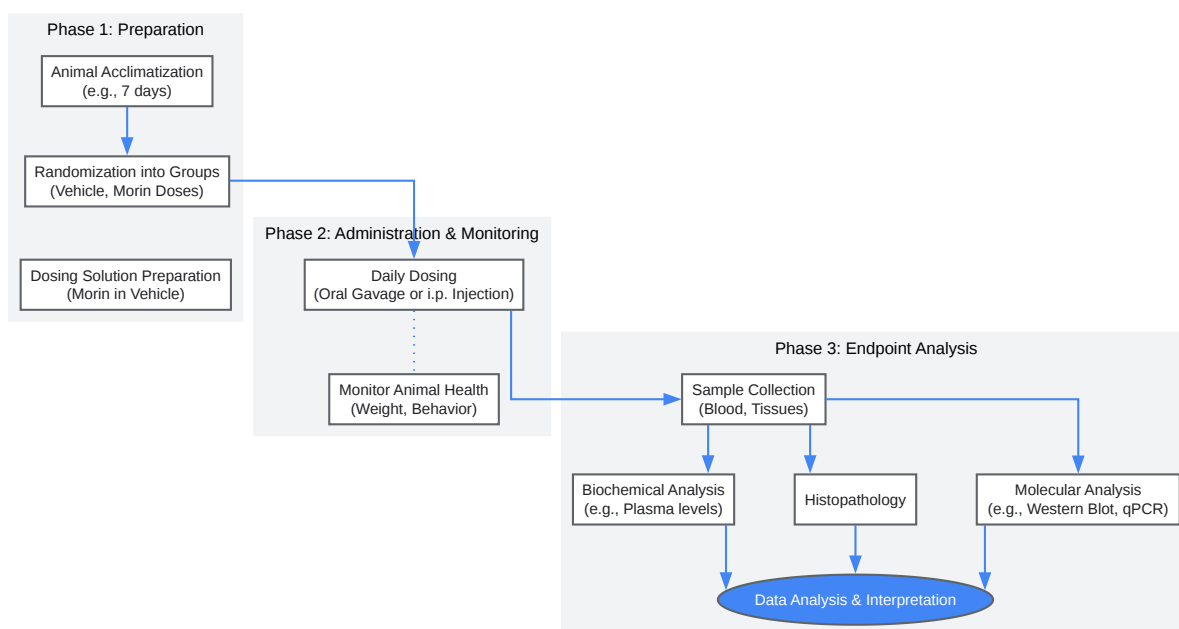 Phase 1: Preparation
Animal Acclimatization
(e.g., 7 days)
Randomization into Groups
(Vehicle, Morin Doses)
Dosing Solution Preparation
(Morin in Vehicle)
Phase 2: Administration & Monitoring
Daily Dosing
(Oral Gavage or i.p. Injection)
Monitor Animal Health
(Weight, Behavior)
Phase 3: Endpoint Analysis
Sample Collection
(Blood, Tissues)
Biochemical Analysis
(e.g., Plasma levels)
Histopathology
Molecular Analysis
(e.g., Western Blot, qPCR)
Data Analysis & Interpretation